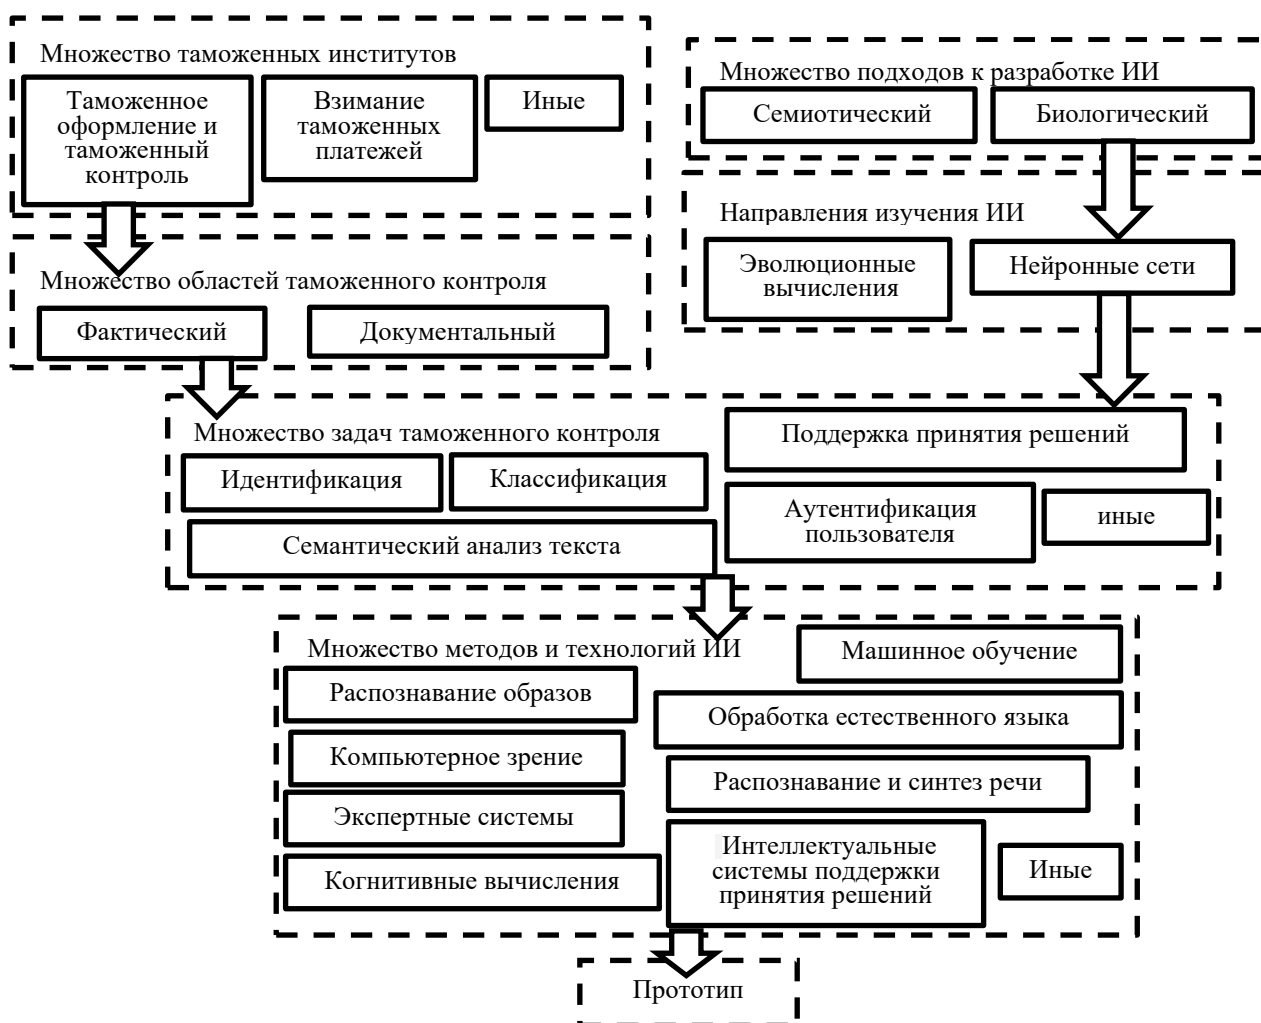 Множество таможенных институтов
Таможенное
оформление и
таможенный
контроль
Взимание
таможенных
платежей
Иные
Множество подходов к разработке ИИ
Семиотический
Биологический
Направления изучения ИИ
Эволюционные
вычисления
Нейронные сети
Множество областей таможенного контроля
Фактический
Документальный
Множество задач таможенного контроля
Поддержка принятия решений
Идентификация
Классификация
Аутентификация
пользователя
иные
Семантический анализ текста
Множество методов и технологий ИИ
Машинное обучение
Распознавание образов
Обработка естественного языка
Компьютерное зрение
Распознавание и синтез речи
Экспертные системы
Интеллектуальные
системы поддержки
принятия решений
Иные
Когнитивные вычисления
Прототип